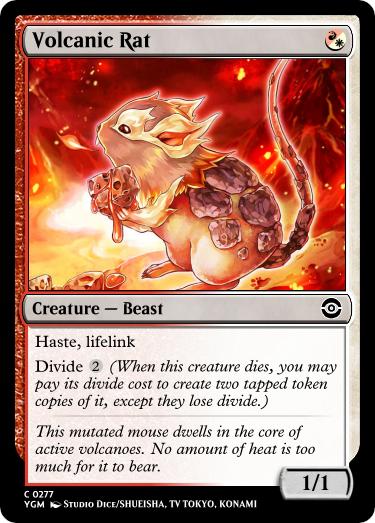 Volcanic Rat
Creature — Beast
Haste, lifelink
Divide 2 (When this creature dies, you may
pay its divide cost to create two tapped token
copies of it, except they lose divide.)
This mutated mouse dwells in the core of
active volcanoes. No amount of heat is too
much for it to bear.
1/1
C 0277
YGM Studio Dice/SHUEISHA, TV TOKYO, KONAMI